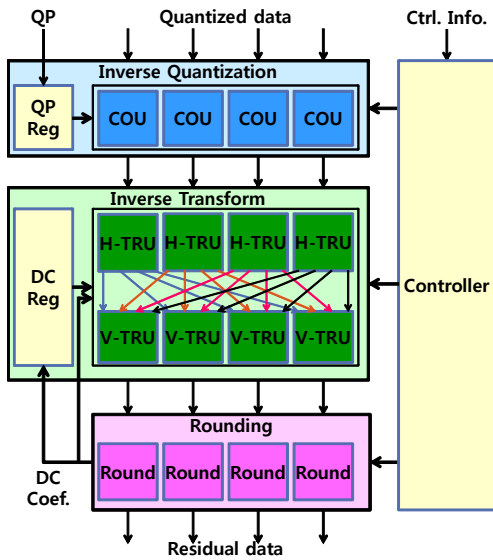 QP
Quantized data
Ctrl. Info.
Inverse Quantization
QP
Reg
COU
COU
COU
COU
Inverse Transform
DC
Reg
H-TRU
H-TRU
H-TRU
H-TRU
V-TRU
V-TRU
V-TRU
V-TRU
Controller
Rounding
Round
Round
Round
Round
DC
Coef.
Residual data